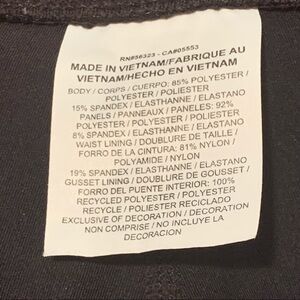 RN#56323 - CA#05553
MADE IN VIETNAM/FABRIQUE AU
VIETNAM/HECHO EN VIETNAM
BODY / CORPS / CUERPO: 85% POLYESTER /
POLYESTER / POLIESTER
15% SPANDEX / ELASTHANNE / ELASTANO
PANELS / PANNEAUX / PANELES: 92%
POLYESTER / POLYESTER / POLIESTER
8% SPANDEX / ELASTHANNE / ELASTANO
WAIST LINING / DOUBLURE DE TAILLE /
FORRO DE LA CINTURA: 81% NYLON /
POLYAMIDE / NYLON
19% SPANDEX / ELASTHANNE / ELASTANO
GUSSET LINING / DOUBLURE DE GOUSSET /
FORRO DEL PUENTE INTERIOR: 100%
RECYCLED POLYESTER / POLYESTER
RECYCLE / POLIESTER RECICLADO
EXCLUSIVE OF DECORATION / DECORATION
NON COMPRISE / NO INCLUYE LA
DECORACION